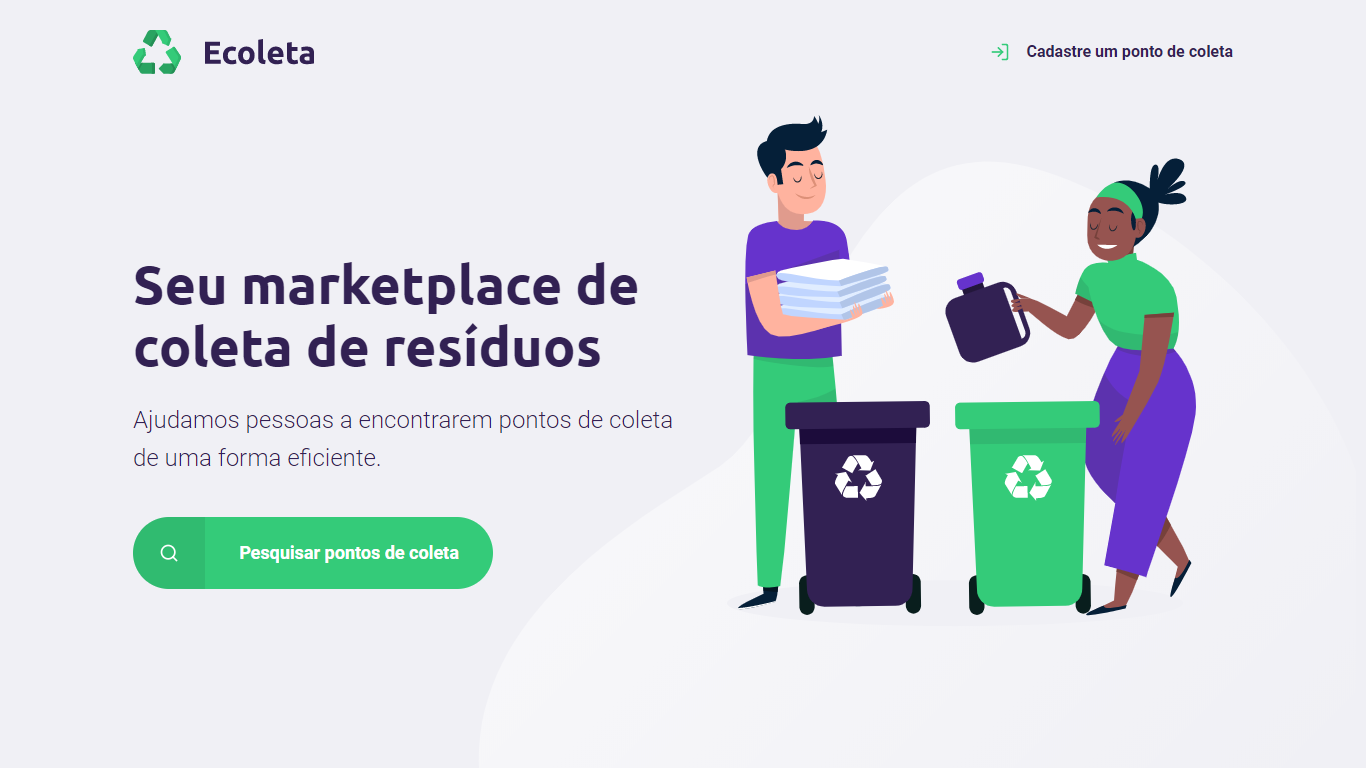 Ecoleta
Cadastre um ponto de coleta
Seu marketplace de
coleta de resíduos
Ajudamos pessoas a encontrarem pontos de coleta
de uma forma eficiente.
Pesquisar pontos de coleta